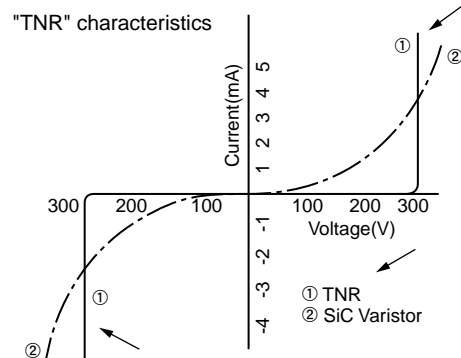 "TNR" characteristics
①
②
Current(mA)
5
4
3
2
1
300 200 100 100 200 300
Voltage(V)
-1
-2
-3
-4
①
②
① TNR
② SiC Varistor